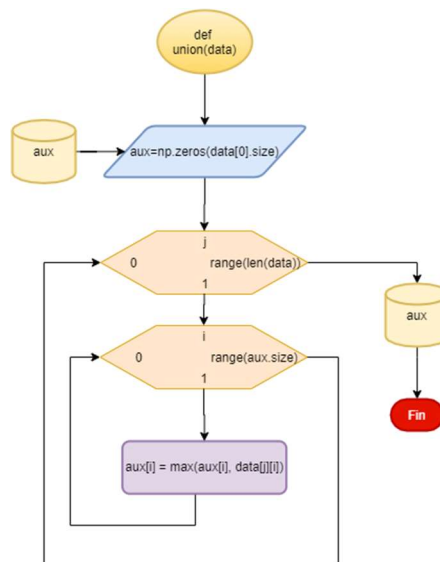 def
union(data)
aux
aux=np.zeros(data[0].size)
j
0 range(len(data))
1
aux
i
0 range(aux.size)
1
Fin
aux[i] = max(aux[i], data[j][i])